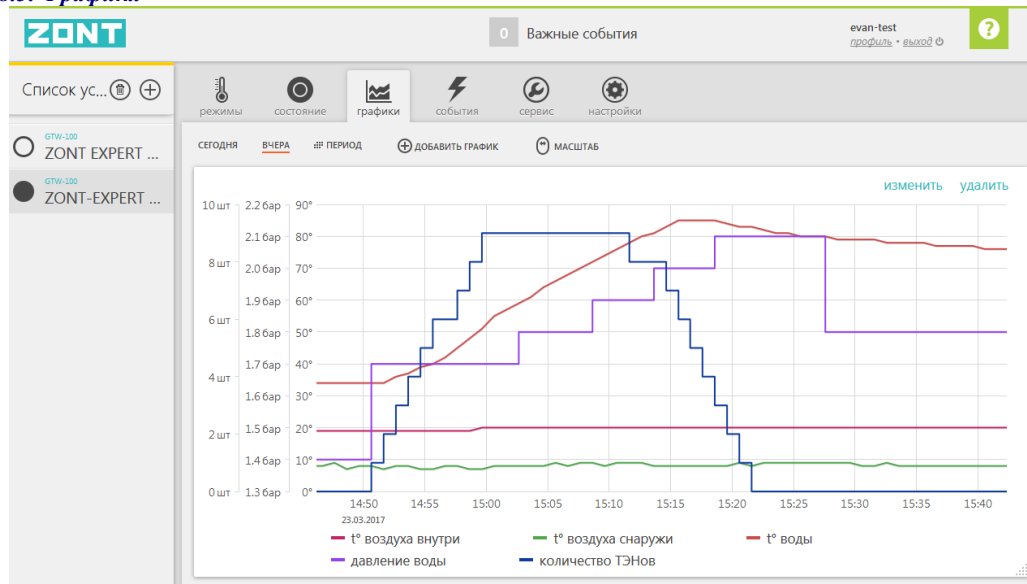 ZONT
0 Важные события
evan-test
профиль • выход
?
Список ус...
режимы состояние графики события сервис настройки
GTW-100
ZONT EXPERT ...
GTW-100
ZONT-EXPERT ...
СЕГОДНЯ ВЧЕРА ПЕРИОД ДОБАВИТЬ ГРАФИК МАСШТАБ
изменить удалить
10 шт 2.2 бар 90°
2.1 бар 80°
8 шт 2.0 бар 70°
1.9 бар 60°
6 шт 1.8 бар 50°
1.7 бар 40°
4 шт 1.6 бар 30°
1.5 бар 20°
2 шт 1.4 бар 10°
0 шт 1.3 бар 0°
14:50 14:55 15:00 15:05 15:10 15:15 15:20 15:25 15:30 15:35 15:40
23.03.2017
t° воздуха внутри t° воздуха снаружи t° воды
давление воды количество ТЭНов